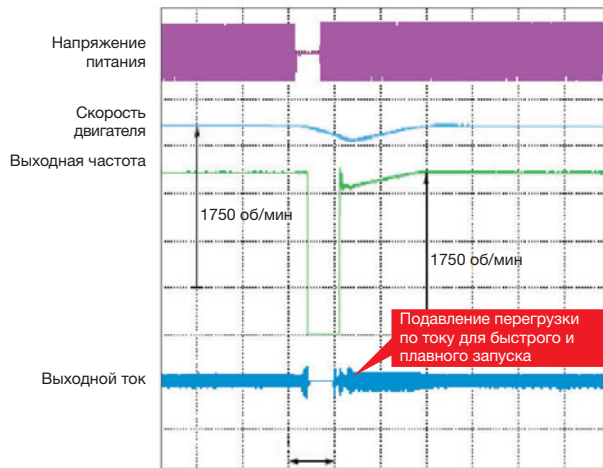 Напряжение
питания
Скорость
двигателя
Выходная частота
1750 об/мин
1750 об/мин
Подавление перегрузки
по току для быстрого и
плавного запуска
Выходной ток